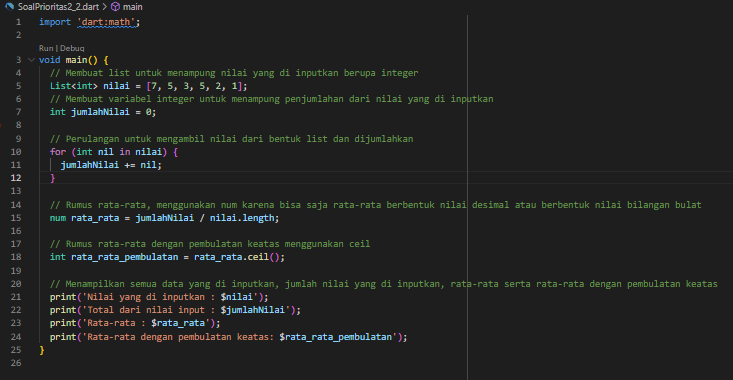 SoalPrioritas2_2.dart > main
1 import 'dart:math';
2
Run | Debug
3 void main() {
4 // Membuat list untuk menampung nilai yang di inputkan berupa integer
5 List<int> nilai = [7, 5, 3, 5, 2, 1];
6 // Membuat variabel integer untuk menampung penjumlahan dari nilai yang di inputkan
7 int jumlahNilai = 0;
8
9 // Perulangan untuk mengambil nilai dari bentuk list dan dijumlahkan
10 for (int nil in nilai) {
11 jumlahNilai += nil;
12 }
13
14 // Rumus rata-rata, menggunakan num karena bisa saja rata-rata berbentuk nilai desimal atau berbentuk nilai bilangan bulat
15 num rata_rata = jumlahNilai / nilai.length;
16
17 // Rumus rata-rata dengan pembulatan keatas menggunakan ceil
18 int rata_rata_pembulatan = rata_rata.ceil();
19
20 // Menampilkan semua data yang di inputkan, jumlah nilai yang di inputkan, rata-rata serta rata-rata dengan pembulatan keatas
21 print('Nilai yang di inputkan : $nilai');
22 print('Total dari nilai input : $jumlahNilai');
23 print('Rata-rata : $rata_rata');
24 print('Rata-rata dengan pembulatan keatas: $rata_rata_pembulatan');
25 }
26